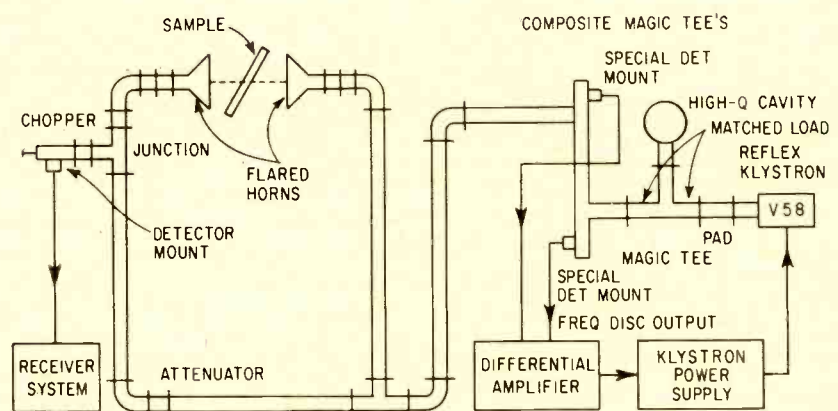 SAMPLE
COMPOSITE MAGIC TEE'S
SPECIAL DET
MOUNT
HIGH-Q CAVITY
CHOPPER
MATCHED LOAD
JUNCTION
FLARED
HORNS
REFLEX
KLYSTRON
V58
DETECTOR
MOUNT
PAD
MAGIC TEE
SPECIAL
DET MOUNT
FREQ DISC OUTPUT
RECEIVER
SYSTEM
ATTENUATOR
DIFFERENTIAL
AMPLIFIER
KLYSTRON
POWER
SUPPLY